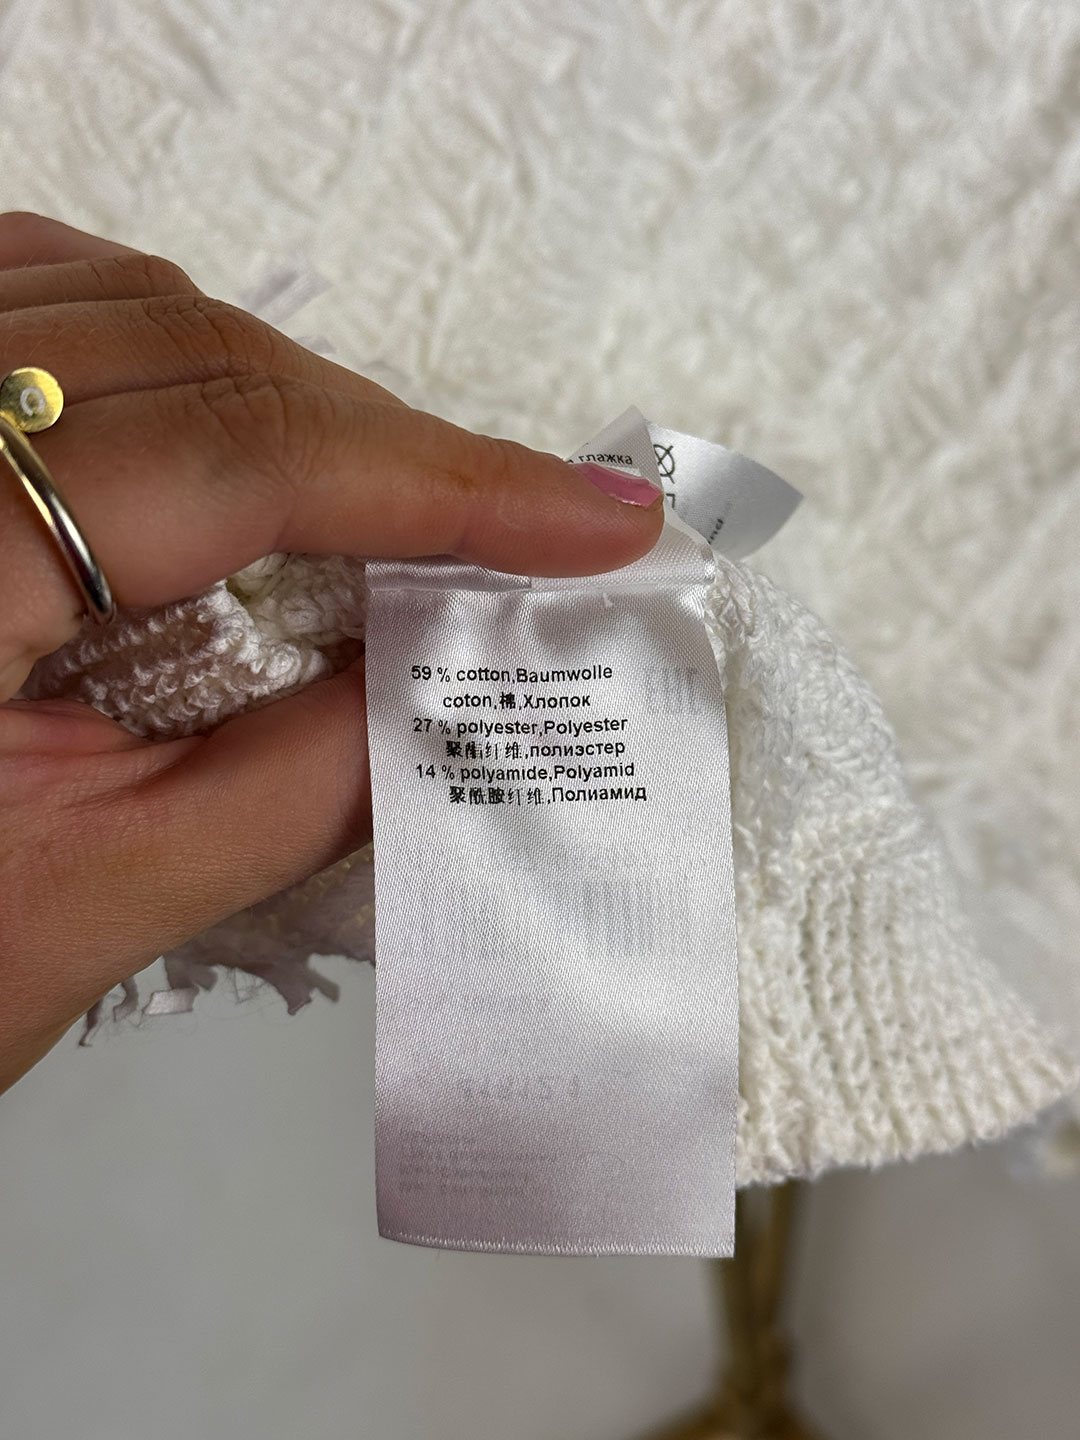 глажка
59 % cotton,Baumwolle
coton,棉,Хлопок
27 % polyester,Polyester
聚酯纤维,полиэстер
14 % polyamide,Polyamid
聚酰胺纤维,Полиамид